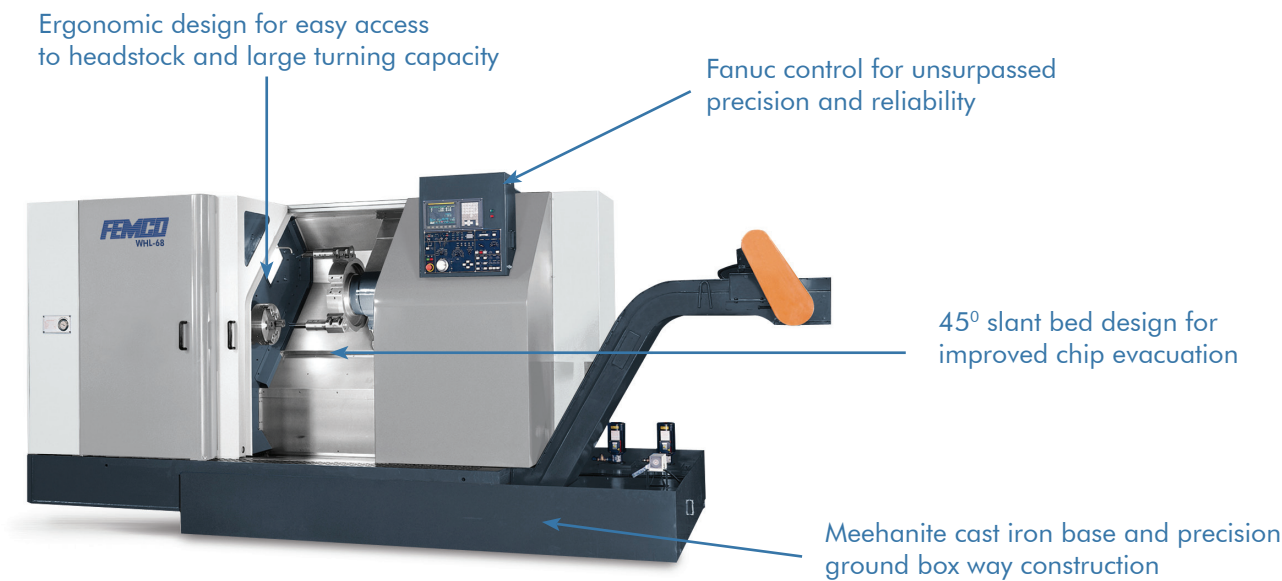 Ergonomic design for easy access
to headstock and large turning capacity
Fanuc control for unsurpassed
precision and reliability
FEMCO
WHL-68
45⁰ slant bed design for
improved chip evacuation
Meehanite cast iron base and precision
ground box way construction